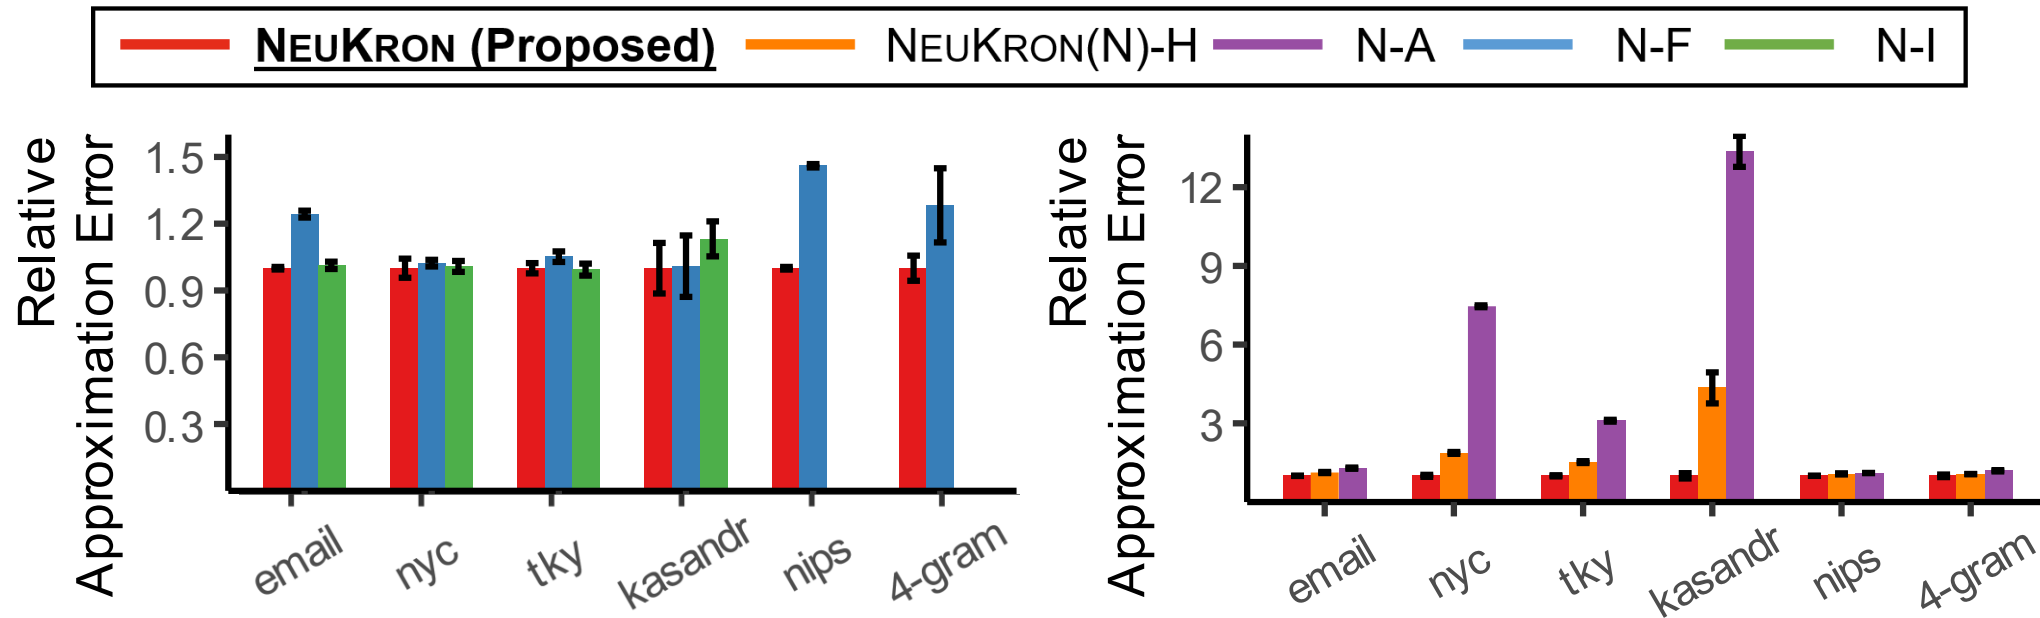 NEUKRON (Proposed) NEUKRON(N)-H N-A N-F N-I
Relative
Approximation Error
1.5
1.2
0.9
0.6
0.3
email nyc tky kasandr nips 4-gram
Relative
Approximation Error
12
9
6
3
email nyc tky kasandr nips 4-gram